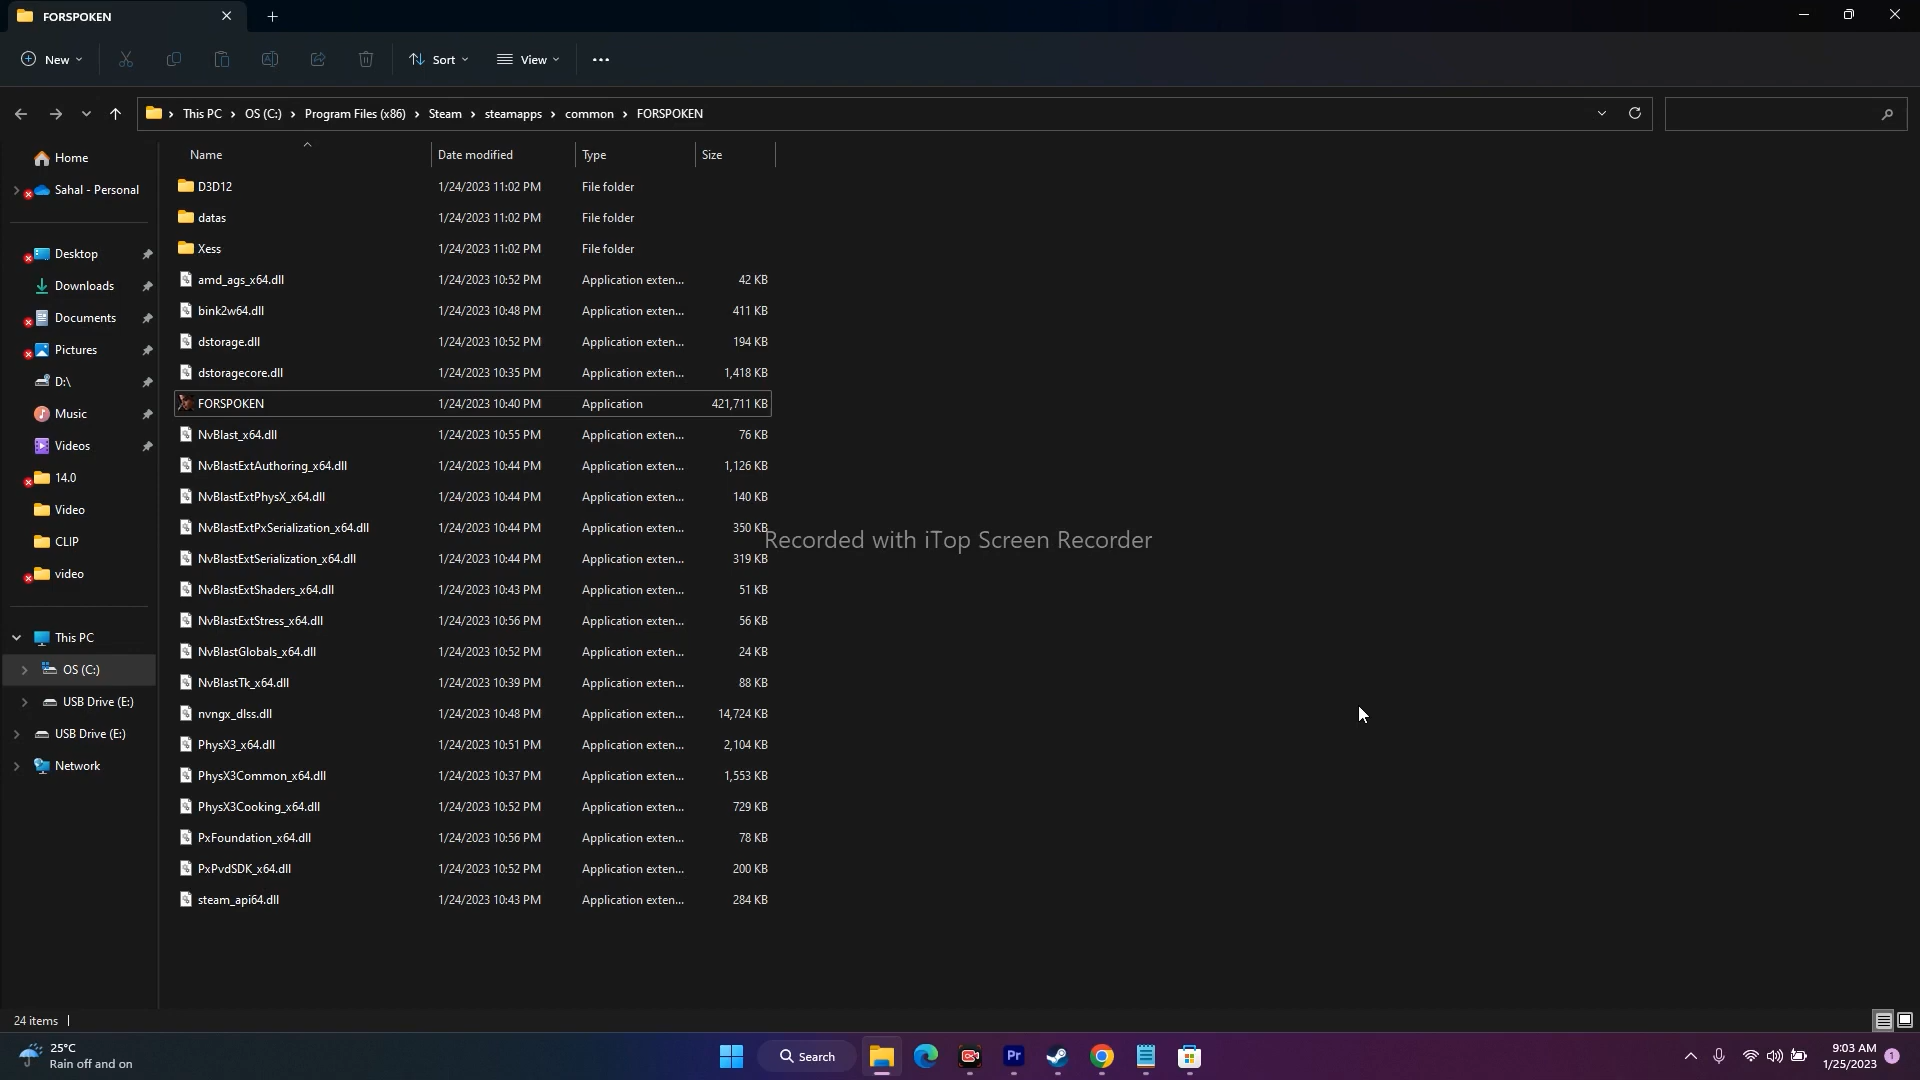 FORSPOKEN
New
Sort
View
This PC
OS (C:)
Program Files (x86)
Steam
steamapps
common
FORSPOKEN
Name
Date modified
Type
Size
Home
Sahal - Personal
Desktop
Downloads
Documents
Pictures
D:\
Music
Videos
14.0
Video
CLIP
video
This PC
OS (C:)
USB Drive (E:)
USB Drive (E:)
Network
D3D12 1/24/2023 11:02 PM File folder
datas 1/24/2023 11:02 PM File folder
Xess 1/24/2023 11:02 PM File folder
amd_ags_x64.dll 1/24/2023 10:52 PM Application exten... 42 KB
bink2w64.dll 1/24/2023 10:48 PM Application exten... 411 KB
dstorage.dll 1/24/2023 10:52 PM Application exten... 194 KB
dstoragecore.dll 1/24/2023 10:35 PM Application exten... 1,418 KB
FORSPOKEN 1/24/2023 10:40 PM Application 421,711 KB
NvBlast_x64.dll 1/24/2023 10:55 PM Application exten... 76 KB
NvBlastExtAuthoring_x64.dll 1/24/2023 10:44 PM Application exten... 1,126 KB
NvBlastExtPhysX_x64.dll 1/24/2023 10:44 PM Application exten... 140 KB
NvBlastExtPxSerialization_x64.dll 1/24/2023 10:44 PM Application exten... 350 KB
Recorded with iTop Screen Recorder
NvBlastExtSerialization_x64.dll 1/24/2023 10:44 PM Application exten... 319 KB
NvBlastExtShaders_x64.dll 1/24/2023 10:43 PM Application exten... 51 KB
NvBlastExtStress_x64.dll 1/24/2023 10:56 PM Application exten... 56 KB
NvBlastGlobals_x64.dll 1/24/2023 10:52 PM Application exten... 24 KB
NvBlastTk_x64.dll 1/24/2023 10:39 PM Application exten... 88 KB
nvngx_dlss.dll 1/24/2023 10:48 PM Application exten... 14,724 KB
PhysX3_x64.dll 1/24/2023 10:51 PM Application exten... 2,104 KB
PhysX3Common_x64.dll 1/24/2023 10:37 PM Application exten... 1,553 KB
PhysX3Cooking_x64.dll 1/24/2023 10:52 PM Application exten... 729 KB
PxFoundation_x64.dll 1/24/2023 10:56 PM Application exten... 78 KB
PxPvdSDK_x64.dll 1/24/2023 10:52 PM Application exten... 200 KB
steam_api64.dll 1/24/2023 10:43 PM Application exten... 284 KB
24 items
25°C
Rain off and on
Search
Pr
9:03 AM
1/25/2023
1